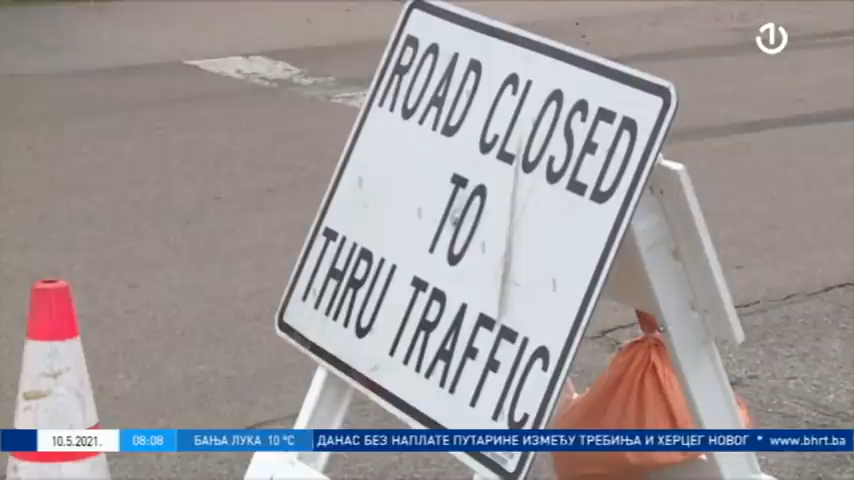 1
ROAD CLOSED
TO
THRU TRAFFIC
10.5.2021. 08:08 БАЊА ЛУКА 10 °C ДАНАС БЕЗ НАПЛАТЕ ПУТАРИНЕ ИЗМЕЂУ ТРЕБИЊА И ХЕРЦЕГ НОВОГ * www.bhrt.ba